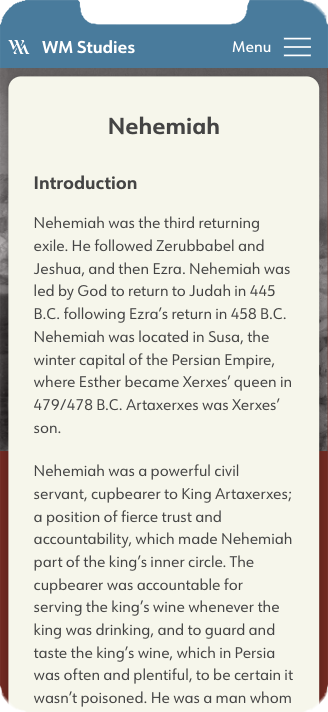 WM Studies
Menu
Nehemiah
Introduction
Nehemiah was the third returning
exile. He followed Zerubbabel and
Jeshua, and then Ezra. Nehemiah was
led by God to return to Judah in 445
B.C. following Ezra’s return in 458 B.C.
Nehemiah was located in Susa, the
winter capital of the Persian Empire,
where Esther became Xerxes’ queen in
479/478 B.C. Artaxerxes was Xerxes’
son.
Nehemiah was a powerful civil
servant, cupbearer to King Artaxerxes;
a position of fierce trust and
accountability, which made Nehemiah
part of the king’s inner circle. The
cupbearer was accountable for
serving the king’s wine whenever the
king was drinking, and to guard and
taste the king’s wine, which in Persia
was often and plentiful, to be certain it
wasn’t poisoned. He was a man whom